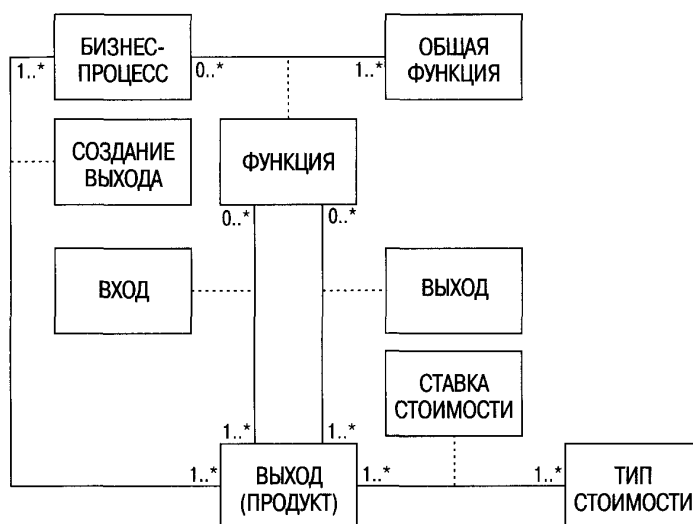 БИЗНЕС-
ПРОЦЕСС
ОБЩАЯ
ФУНКЦИЯ
1..*
0..*
1..*
СОЗДАНИЕ
ВЫХОДА
ФУНКЦИЯ
0..*
0..*
ВХОД
ВЫХОД
СТАВКА
СТОИМОСТИ
1..*
1..*
1..*
ВЫХОД
(ПРОДУКТ)
1..*
1..*
ТИП
СТОИМОСТИ